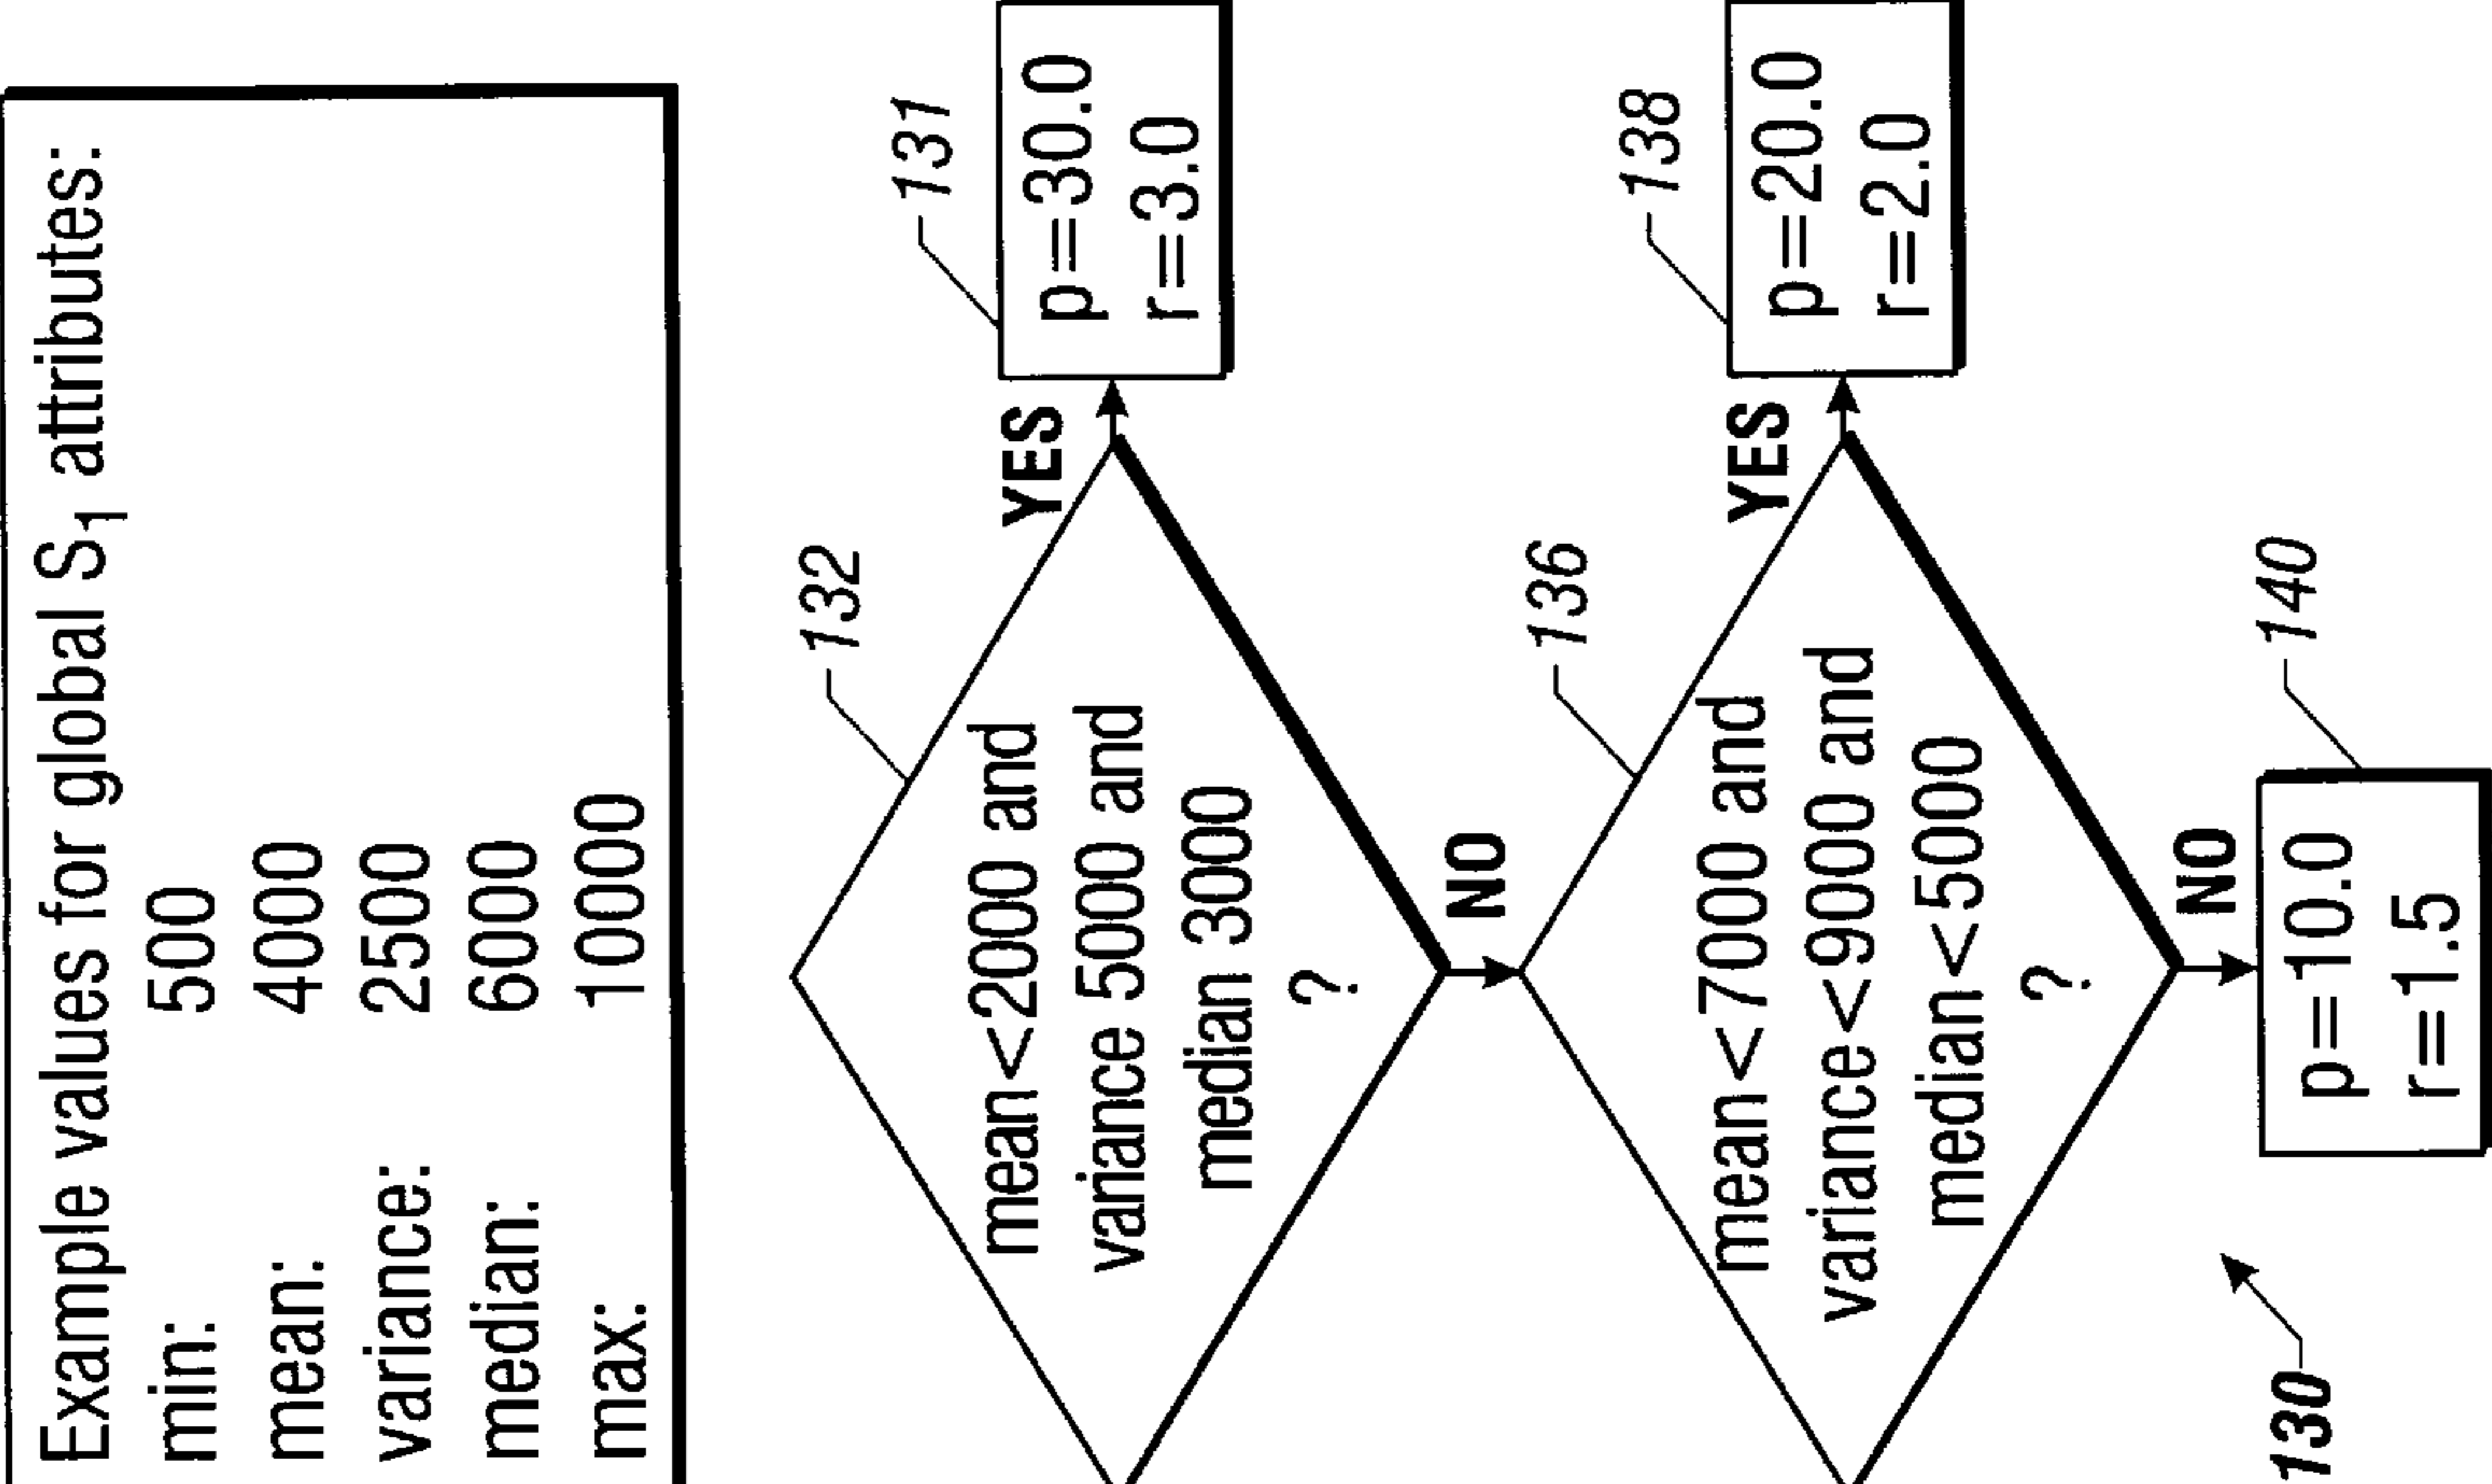 Example values for global S1 attributes:
min: 500
mean: 4000
variance: 2500
median: 6000
max: 10000
132
mean<2000 and
variance 5000 and
median 3000
?
YES
131
p=30.0
r=3.0
NO
136
mean <7000 and
variance<9000 and
median <5000
?
YES
138
p=20.0
r=2.0
NO
140
p=10.0
r=1.5
130